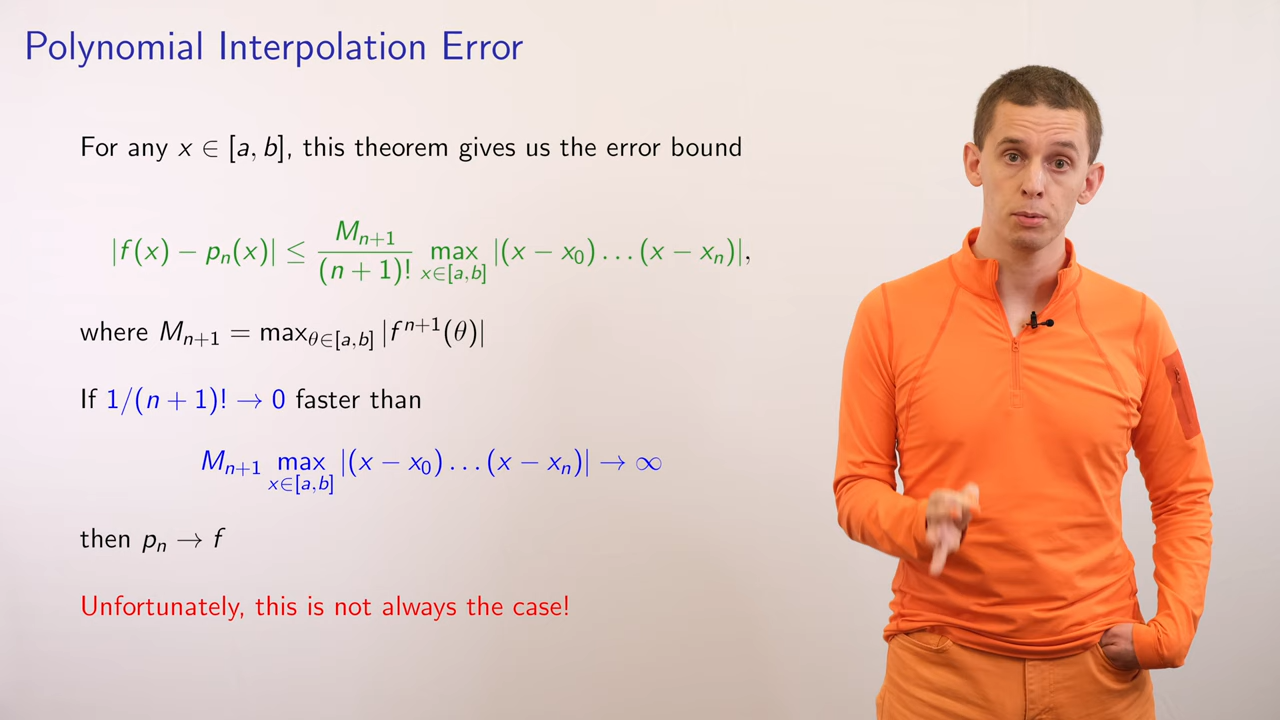 Polynomial Interpolation Error
For any x ∈ [a, b], this theorem gives us the error bound
|f(x) − pₙ(x)| ≤ Mₙ₊₁/(n + 1)! max_{x∈[a,b]} |(x − x₀)...(x − xₙ)|,
where Mₙ₊₁ = max_{θ∈[a,b]} |fⁿ⁺¹(θ)|
If 1/(n + 1)! → 0 faster than
Mₙ₊₁ max_{x∈[a,b]} |(x − x₀)...(x − xₙ)| → ∞
then pₙ → f
Unfortunately, this is not always the case!